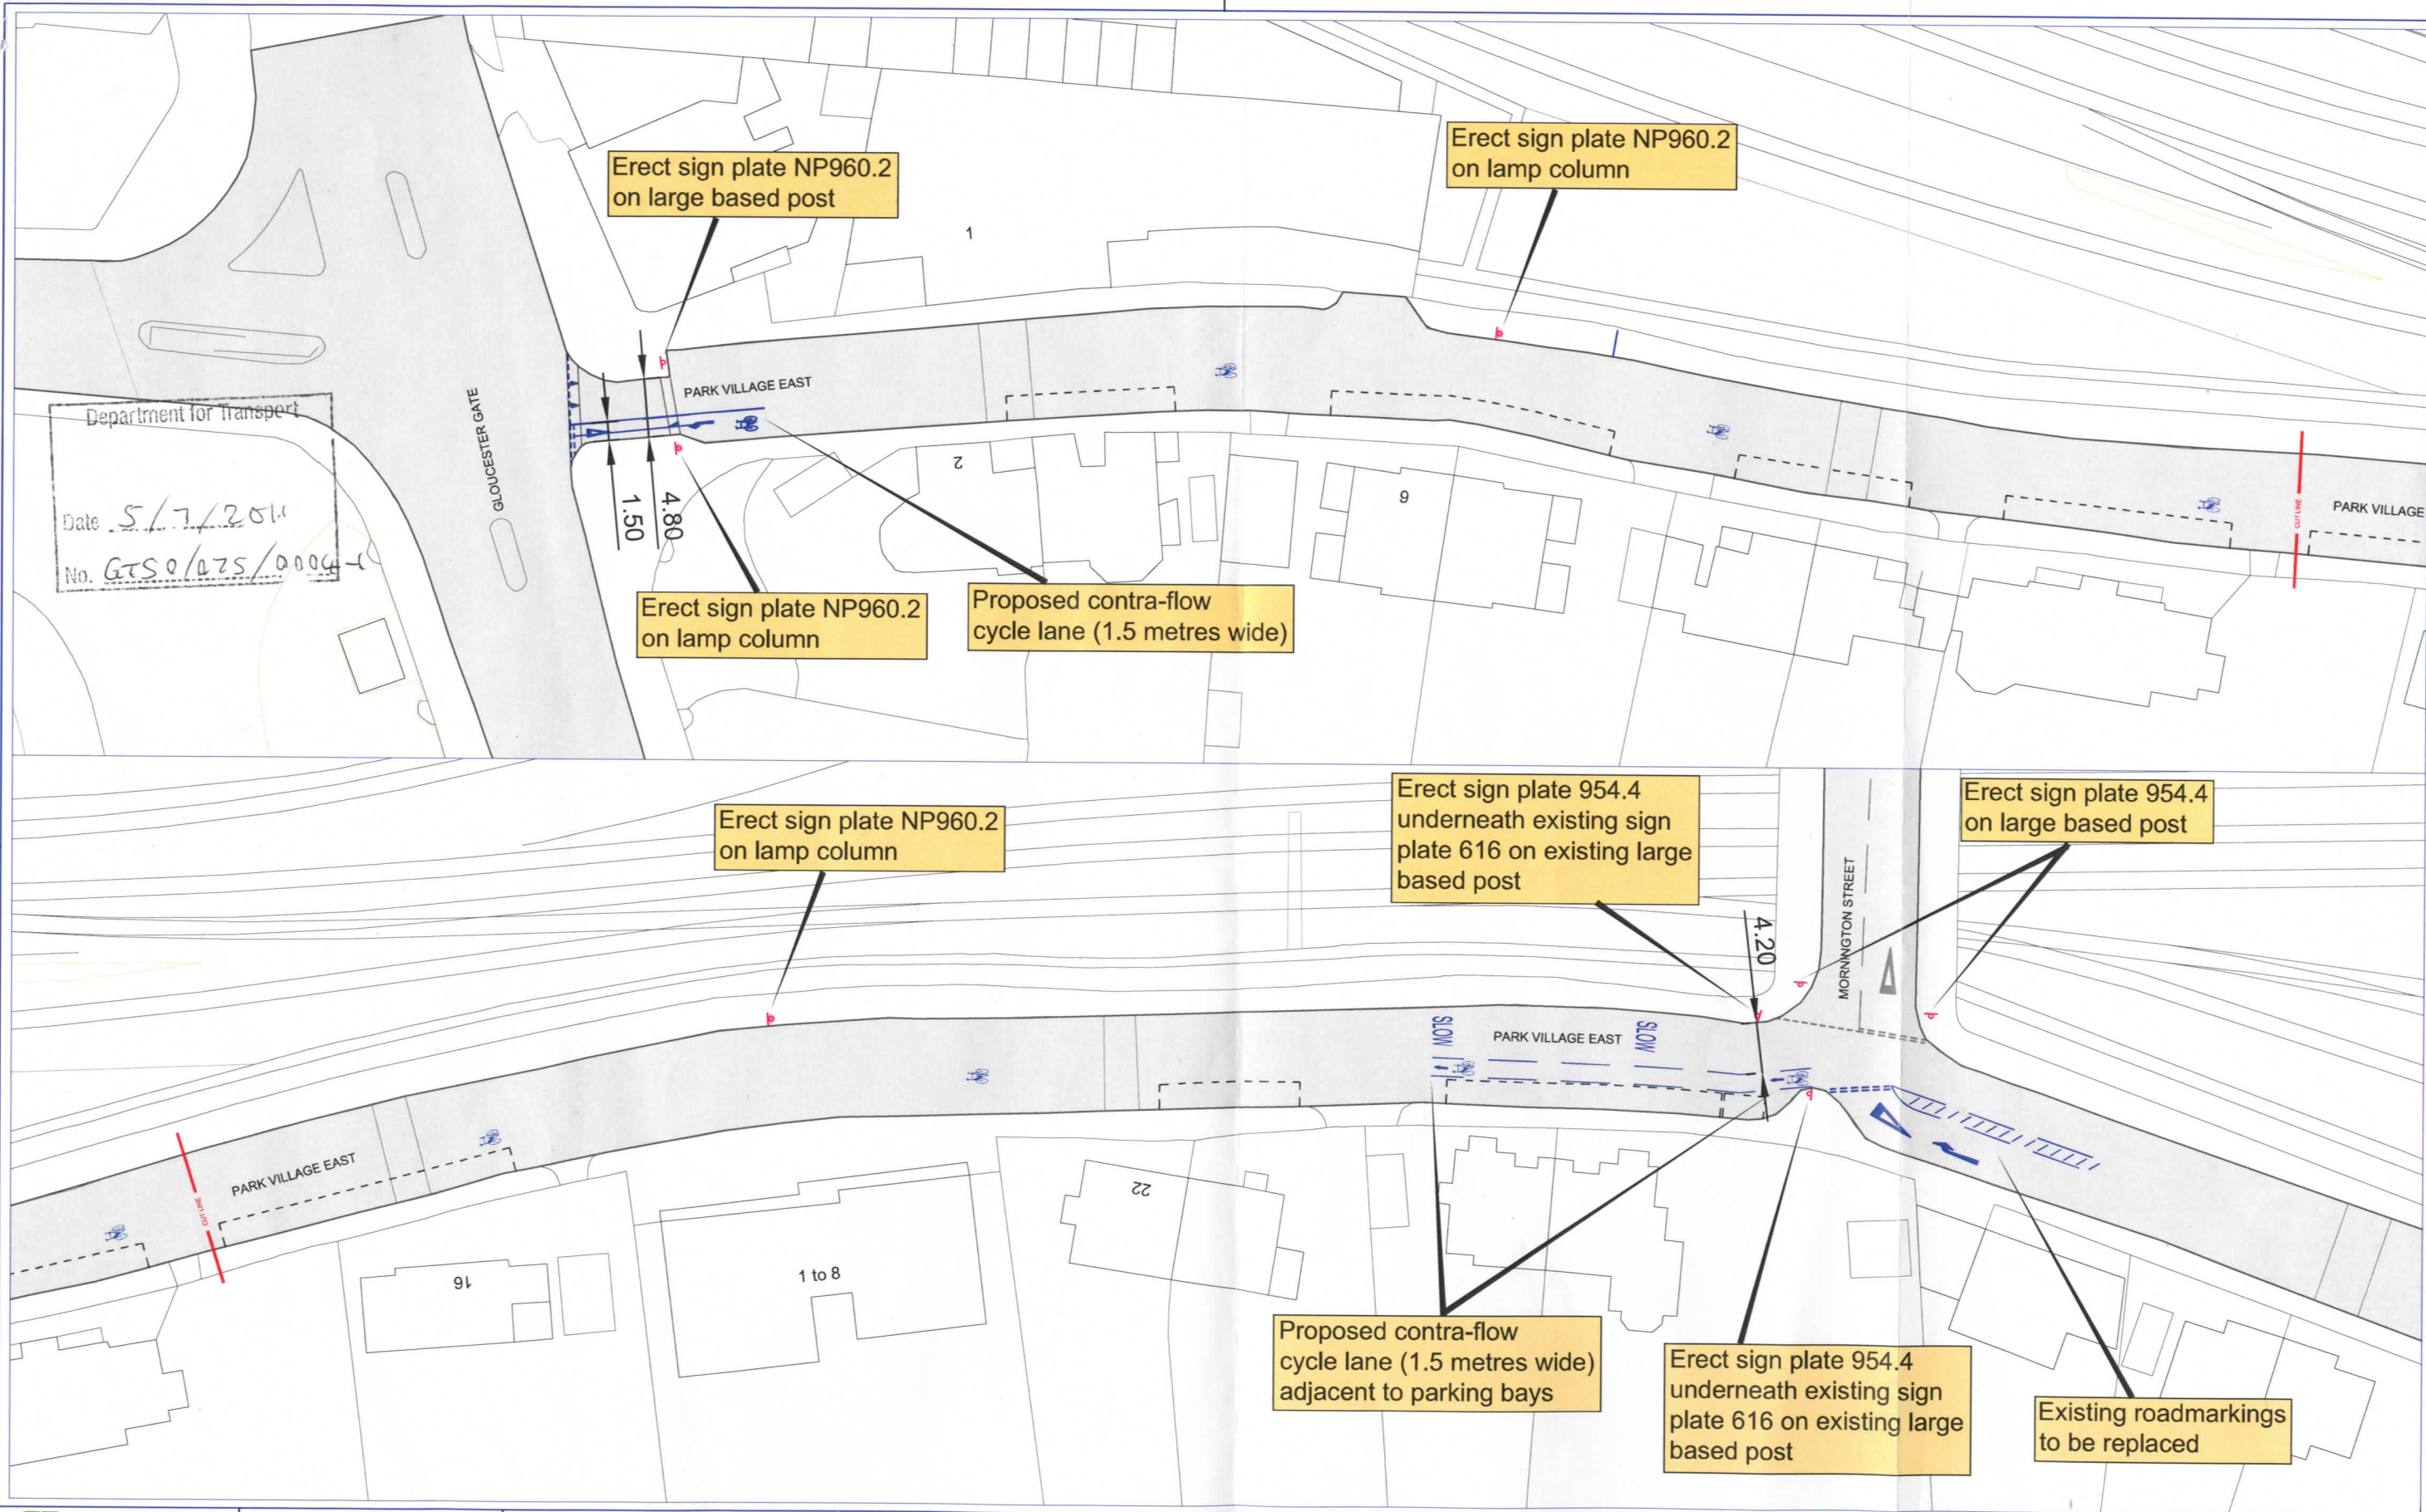 Erect sign plate NP960.2
on large based post
Erect sign plate NP960.2
on lamp column
1
PARK VILLAGE EAST
GLOUCESTER GATE
Department for Transport
Date 5/7/2011
No.
1.50
4.80
2
9
CUT LINE
PARK VILLAGE
Erect sign plate NP960.2
on lamp column
Proposed contra-flow
cycle lane (1.5 metres wide)
Erect sign plate NP960.2
on lamp column
Erect sign plate 954.4
underneath existing sign
plate 616 on existing large
based post
Erect sign plate 954.4
on large based post
4.20
MORNINGTON STREET
SLOW
PARK VILLAGE EAST
SLOW
PARK VILLAGE EAST
CUT LINE
16
1 to 8
22
Proposed contra-flow
cycle lane (1.5 metres wide)
adjacent to parking bays
Erect sign plate 954.4
underneath existing sign
plate 616 on existing large
based post
Existing roadmarkings
to be replaced